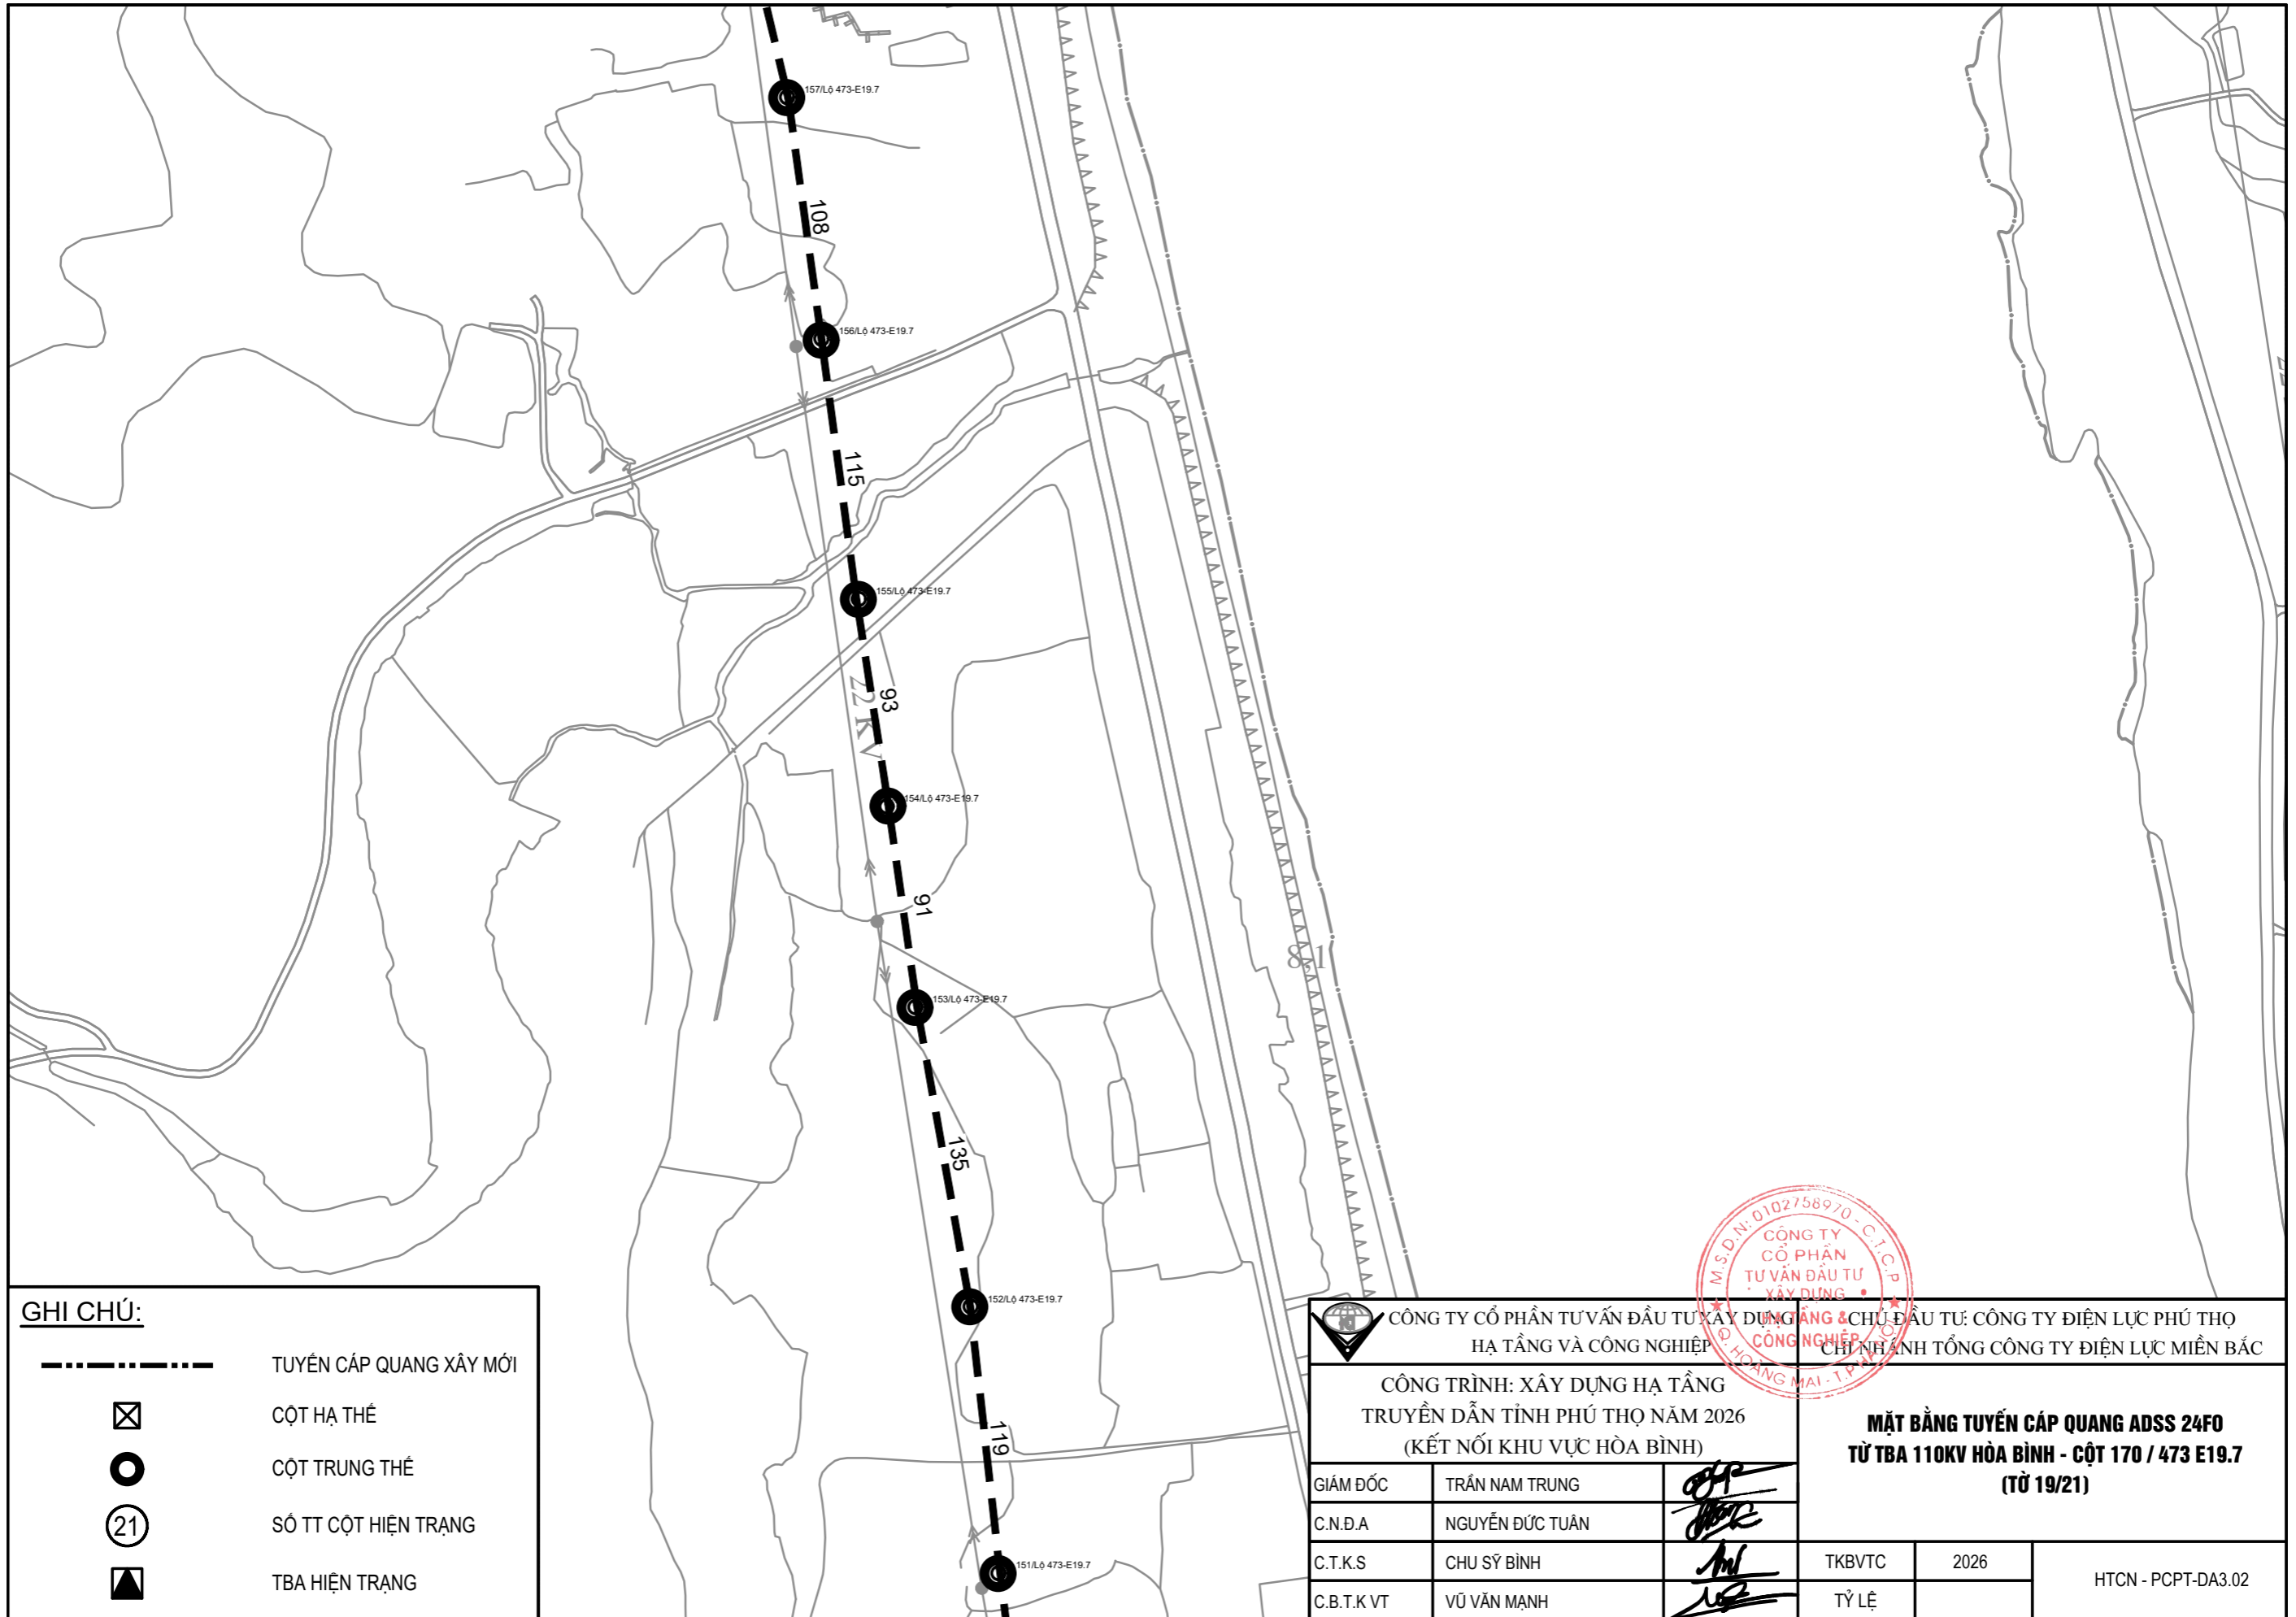 157/Lộ 473-E19.7
108
156/Lộ 473-E19.7
115
155/Lộ 473-E19.7
93
22 KV
154/Lộ 473-E19.7
91
8,1
153/Lộ 473-E19.7
135
152/Lộ 473-E19.7
119
151/Lộ 473-E19.7
GHI CHÚ:
TUYẾN CÁP QUANG XÂY MỚI
CỘT HẠ THẾ
CỘT TRUNG THẾ
21
SỐ TT CỘT HIỆN TRẠNG
TBA HIỆN TRẠNG
M.S.D.N: 0102758970 - C.T.C.P
CÔNG TY
CỔ PHẦN
TƯ VẤN ĐẦU TƯ
XÂY DỰNG
HẠ TẦNG &
CÔNG NGHIỆP
Q. HOÀNG MAI - T.P HÀ NỘI
CÔNG TY CỔ PHẦN TƯ VẤN ĐẦU TƯ XÂY DỰNG
HẠ TẦNG VÀ CÔNG NGHIỆP
CHỦ ĐẦU TƯ: CÔNG TY ĐIỆN LỰC PHÚ THỌ
CHI NHÁNH TỔNG CÔNG TY ĐIỆN LỰC MIỀN BẮC
CÔNG TRÌNH: XÂY DỰNG HẠ TẦNG
TRUYỀN DẪN TỈNH PHÚ THỌ NĂM 2026
(KẾT NỐI KHU VỰC HÒA BÌNH)
MẶT BẰNG TUYẾN CÁP QUANG ADSS 24FO
TỪ TBA 110KV HÒA BÌNH - CỘT 170 / 473 E19.7
(TỜ 19/21)
GIÁM ĐỐC TRẦN NAM TRUNG
C.N.Đ.A NGUYỄN ĐỨC TUÂN
C.T.K.S CHU SỸ BÌNH
C.B.T.K VT VŨ VĂN MẠNH
TKBVTC 2026
TỶ LỆ
HTCN - PCPT-DA3.02